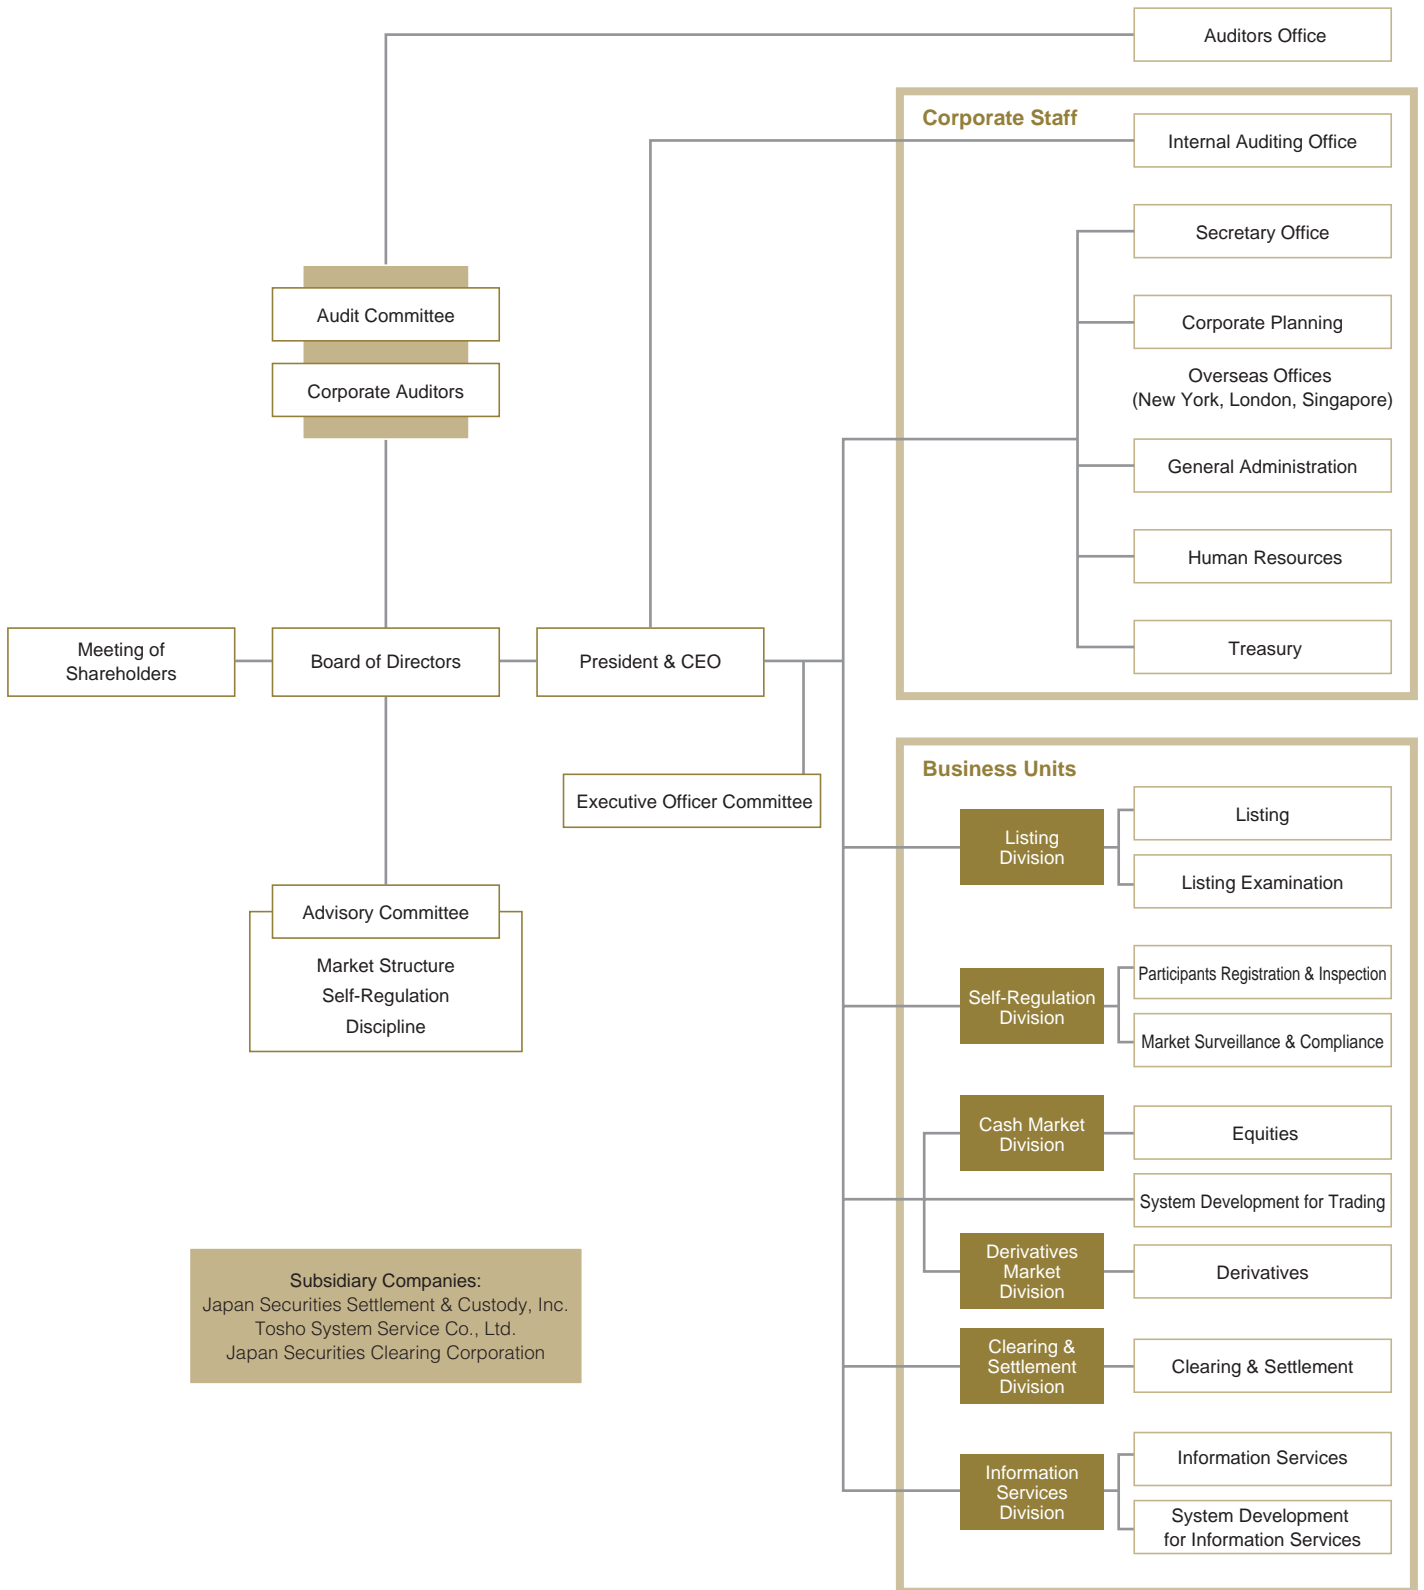 Auditors Office
Corporate Staff
Internal Auditing Office
Secretary Office
Corporate Planning
Overseas Offices
(New York, London, Singapore)
General Administration
Human Resources
Treasury
Audit Committee
Corporate Auditors
Meeting of
Shareholders
Board of Directors
President & CEO
Executive Officer Committee
Advisory Committee
Market Structure
Self-Regulation
Discipline
Business Units
Listing
Division
Listing
Listing Examination
Self-Regulation
Division
Participants Registration & Inspection
Market Surveillance & Compliance
Cash Market
Division
Equities
System Development for Trading
Derivatives
Market
Division
Derivatives
Clearing &
Settlement
Division
Clearing & Settlement
Information
Services
Division
Information Services
System Development
for Information Services
Subsidiary Companies:
Japan Securities Settlement & Custody, Inc.
Tosho System Service Co., Ltd.
Japan Securities Clearing Corporation